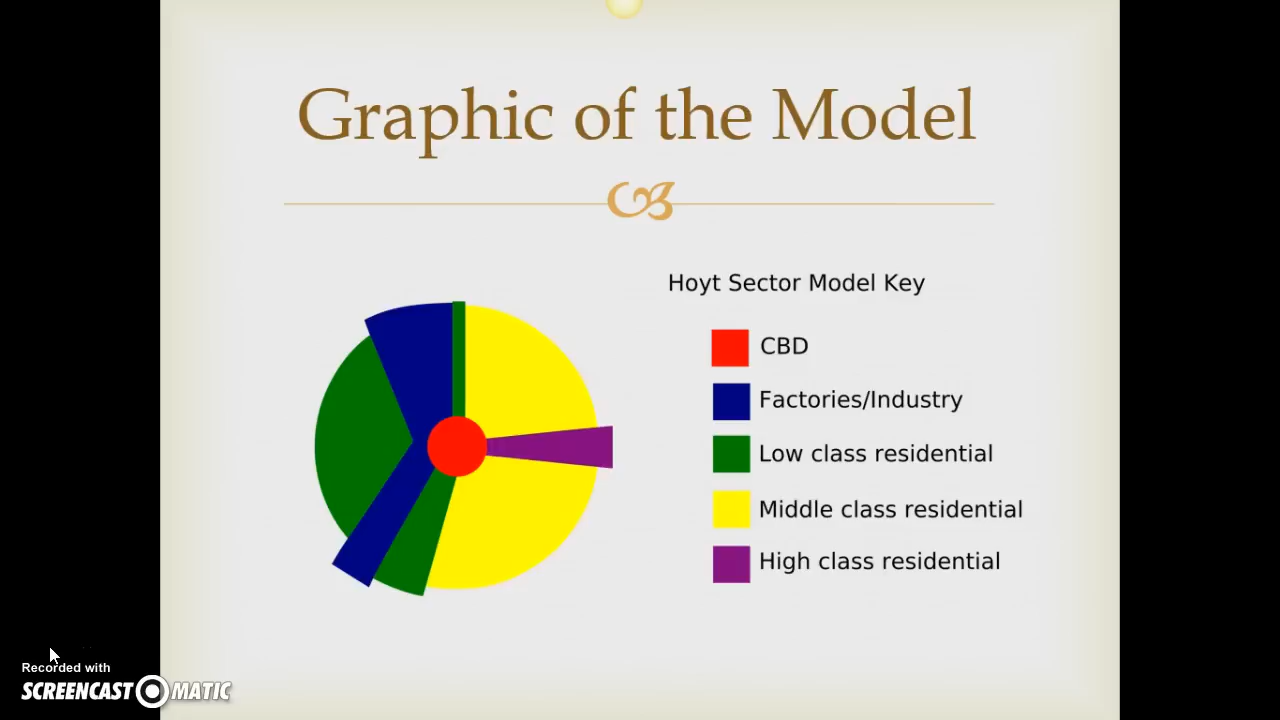 Graphic of the Model
Hoyt Sector Model Key
CBD
Factories/Industry
Low class residential
Middle class residential
High class residential
Recorded with
SCREENCAST MATIC